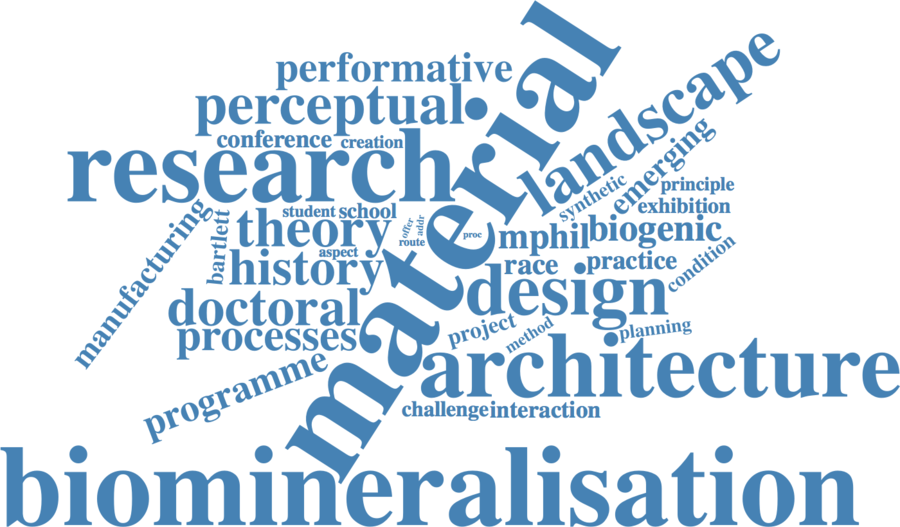 performative
perceptual•
conference
creation
research
material
landscape
emerging
synthetic
principle
exhibition
manufacturing
bartlett
student
school
theory
aspect
history
offer
addr
route
proc
mphil
biogenic
race
practice
condition
design
doctoral
processes
project
method
planning
architecture
programme
challenge
interaction
biomineralisation